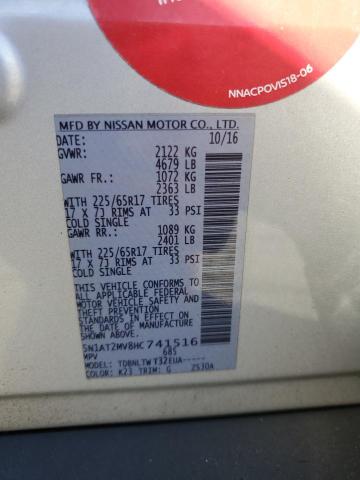 NNACPOVIS18-06
MFD BY NISSAN MOTOR CO., LTD.
DATE: 10/16
GVWR: 2122 KG
4679 LB
GAWR FR.: 1072 KG
2363 LB
WITH 225/65R17 TIRES
17 X 7J RIMS AT 33 PSI
COLD SINGLE
GAWR RR.: 1089 KG
2401 LB
WITH 225/65R17 TIRES
17 X 7J RIMS AT 33 PSI
COLD SINGLE
THIS VEHICLE CONFORMS TO ALL
APPLICABLE FEDERAL
MOTOR VEHICLE SAFETY
AND THEFT PREVENTION
STANDARDS IN EFFECT
ON THE DATE OF
MANUFACTURE SHOWN ABOVE.
5N1AT2MV8HC741516
MPV 685
MODEL: TDBNLTWT32EUA-----
COLOR: K23 TRIM: G 2S30A